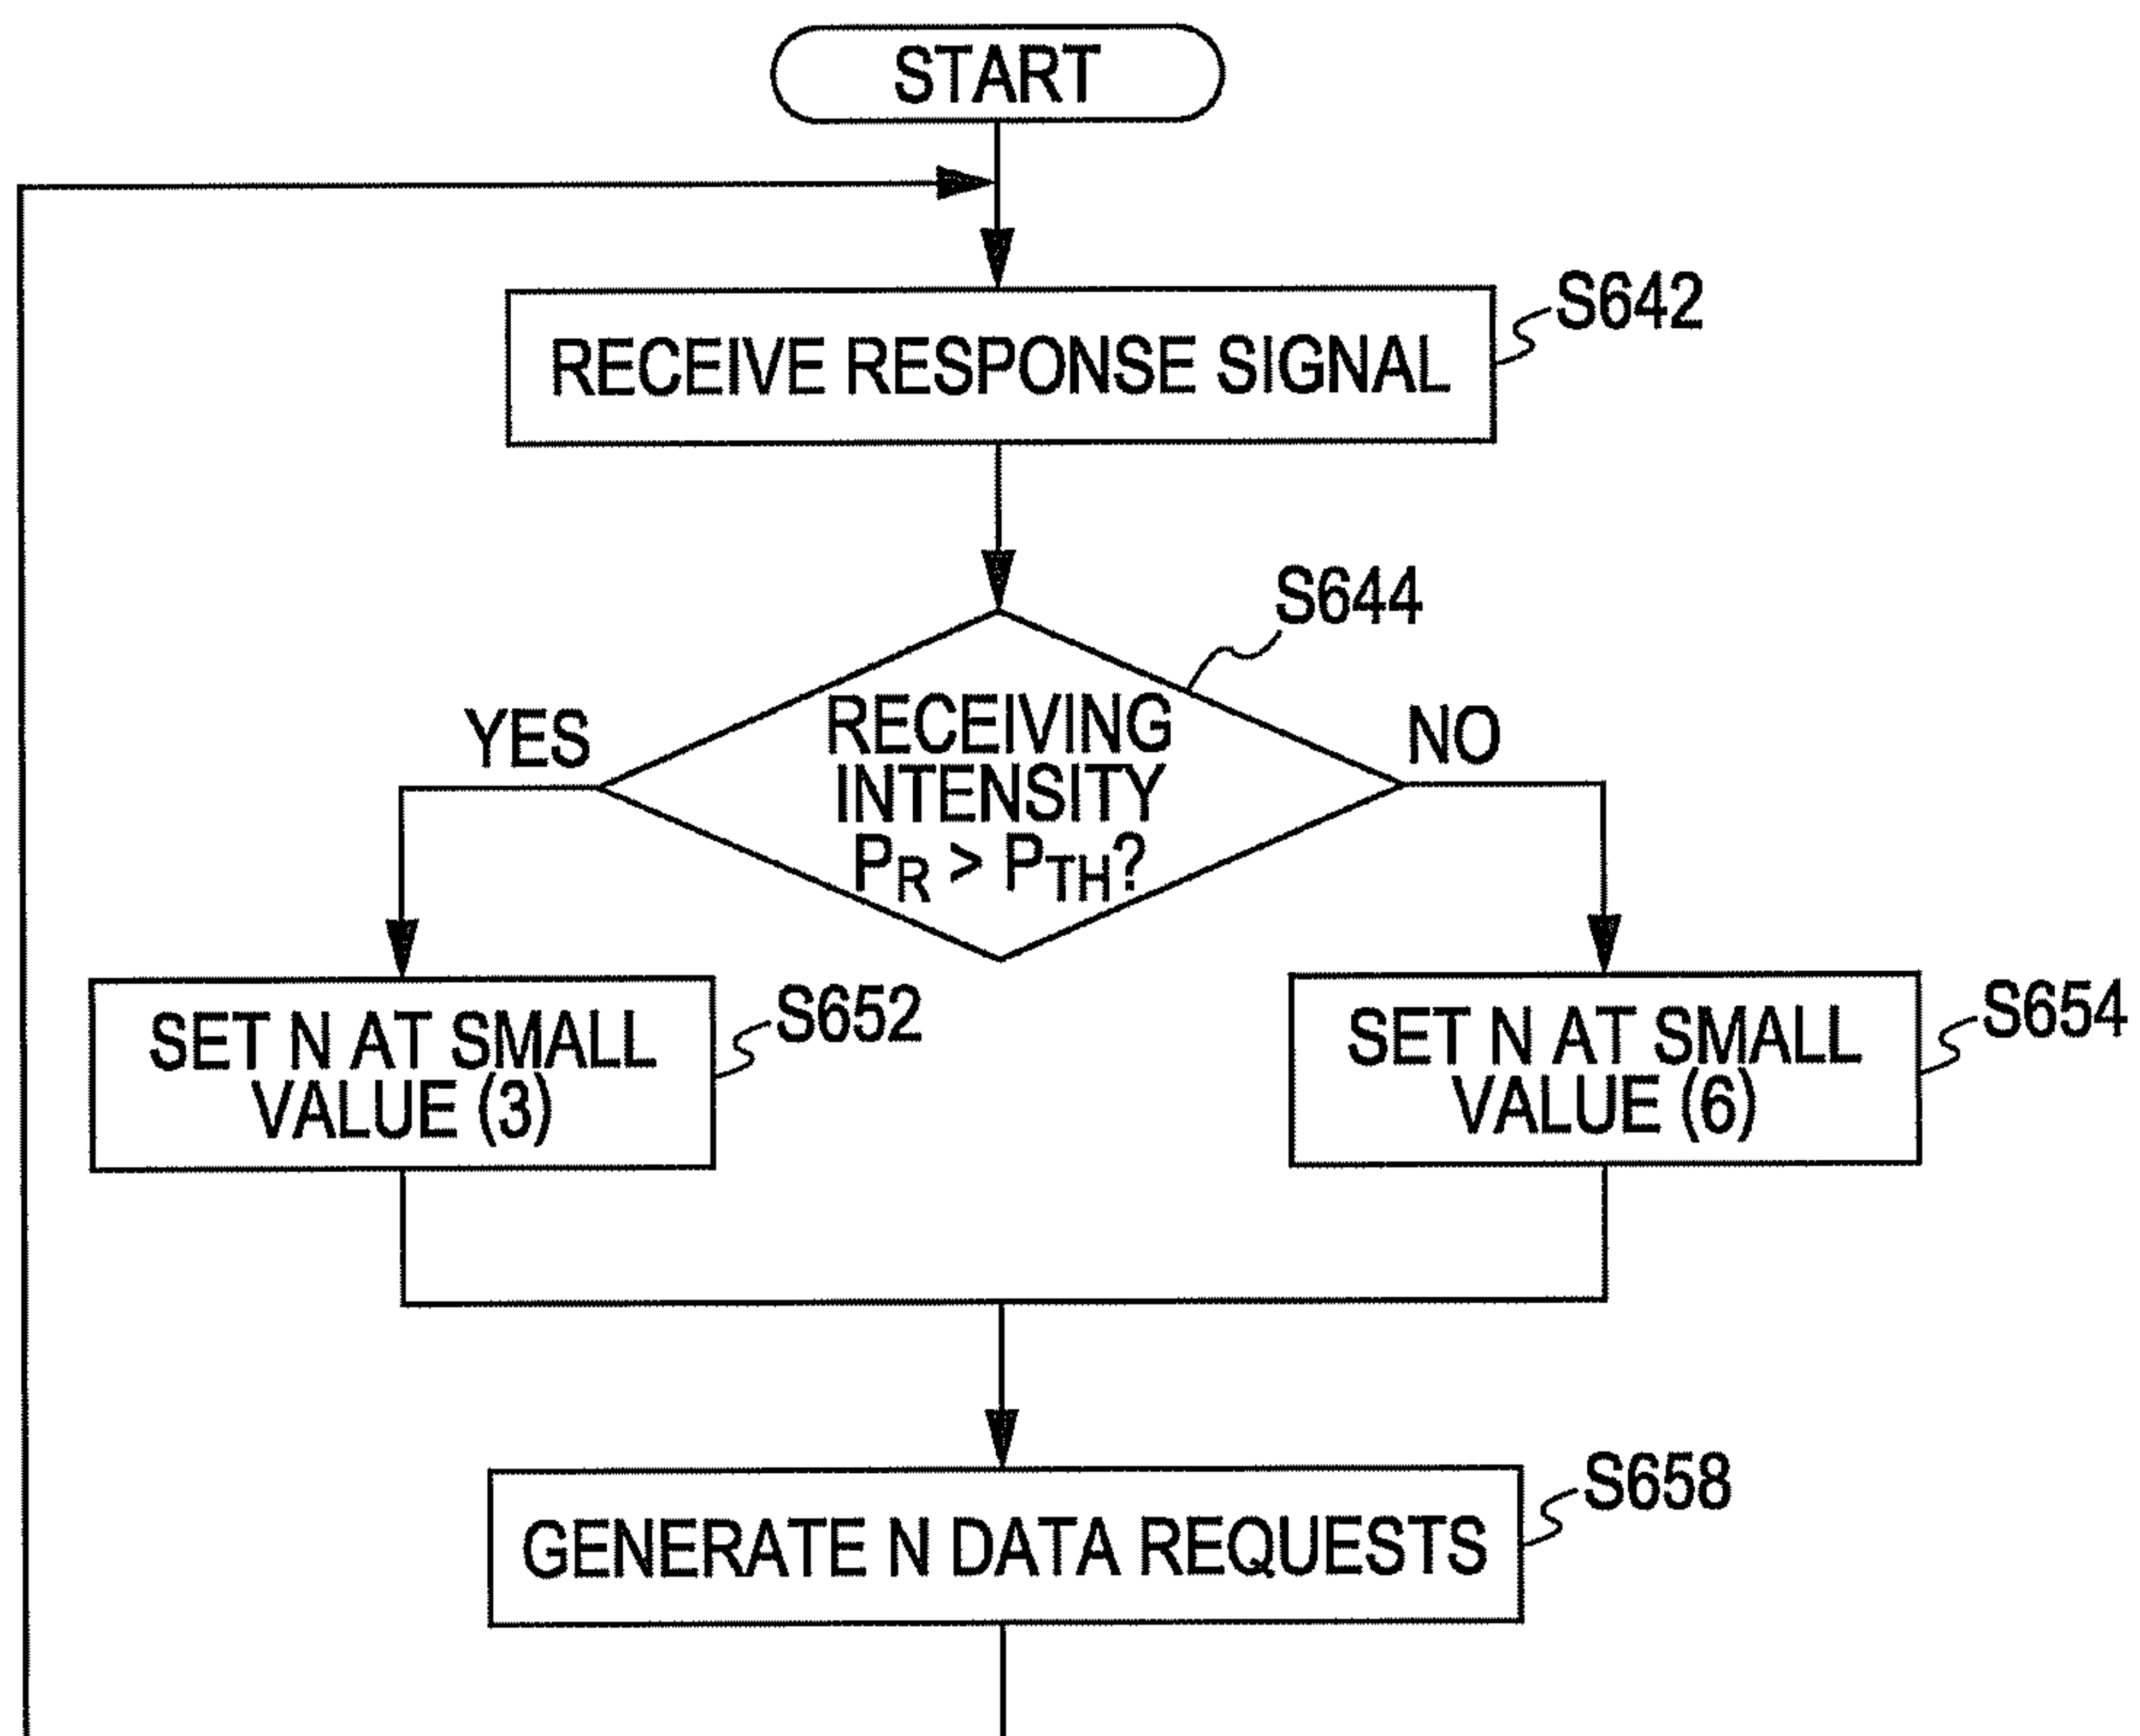 START
RECEIVE RESPONSE SIGNAL
S642
S644
RECEIVING
INTENSITY
PR > PTH?
YES
NO
SET N AT SMALL
VALUE (3)
S652
SET N AT SMALL
VALUE (6)
S654
GENERATE N DATA REQUESTS
S658